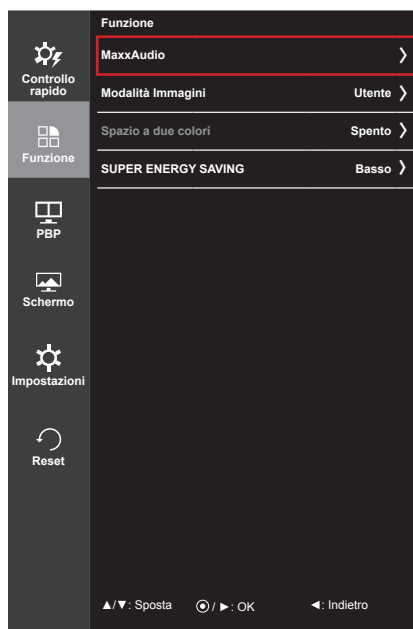 Funzione
MaxxAudio
Modalità Immagini Utente
Spazio a due colori Spento
SUPER ENERGY SAVING Basso
Controllo
rapido
Funzione
PBP
Schermo
Impostazioni
Reset
▲/▼: Sposta ⦿/ ►: OK ◄: Indietro